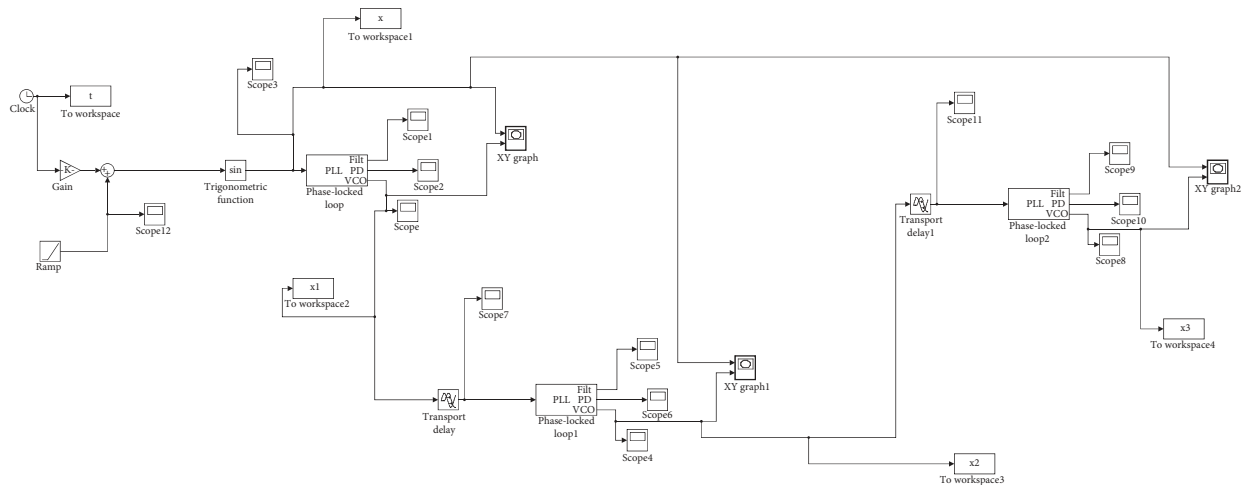 x
To workspace1
Scope3
Clock
t
To workspace
Scope1
XY graph
-K-
Gain
sin
Trigonometric
function
Filt
PLL PD
VCO
Phase-locked
loop
Scope2
Scope
Scope12
Ramp
Scope11
Scope9
XY graph2
Transport
delay1
Filt
PLL PD
VCO
Phase-locked
loop2
Scope10
Scope8
x1
To workspace2
Scope7
x3
To workspace4
Scope5
XY graph1
Transport
delay
Filt
PLL PD
VCO
Phase-locked
loop1
Scope6
Scope4
x2
To workspace3